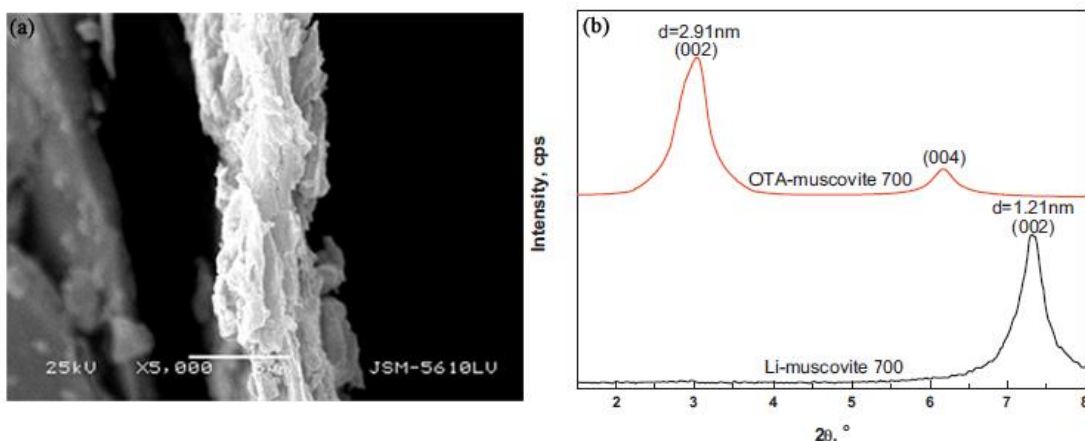 (a)
25kV X5,000 JSM-5610LV
(b)
Intensity, cps
d=2.91nm
(002)
(004)
OTA-muscovite 700
d=1.21nm
(002)
Li-muscovite 700
2 3 4 5 6 7 8
2θ, °